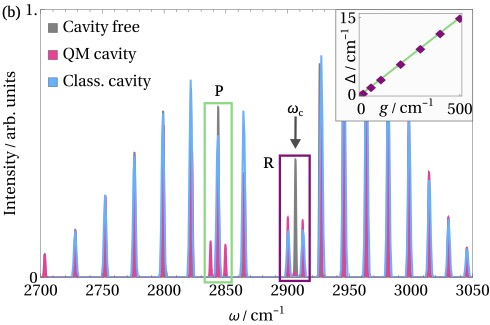 (b)
1.
Cavity free
QM cavity
Class. cavity
P
ω_c
R
Intensity / arb. units
0
2700 2750 2800 2850 2900 2950 3000 3050
ω / cm⁻¹
15
Δ / cm⁻¹
0
0 g / cm⁻¹ 500